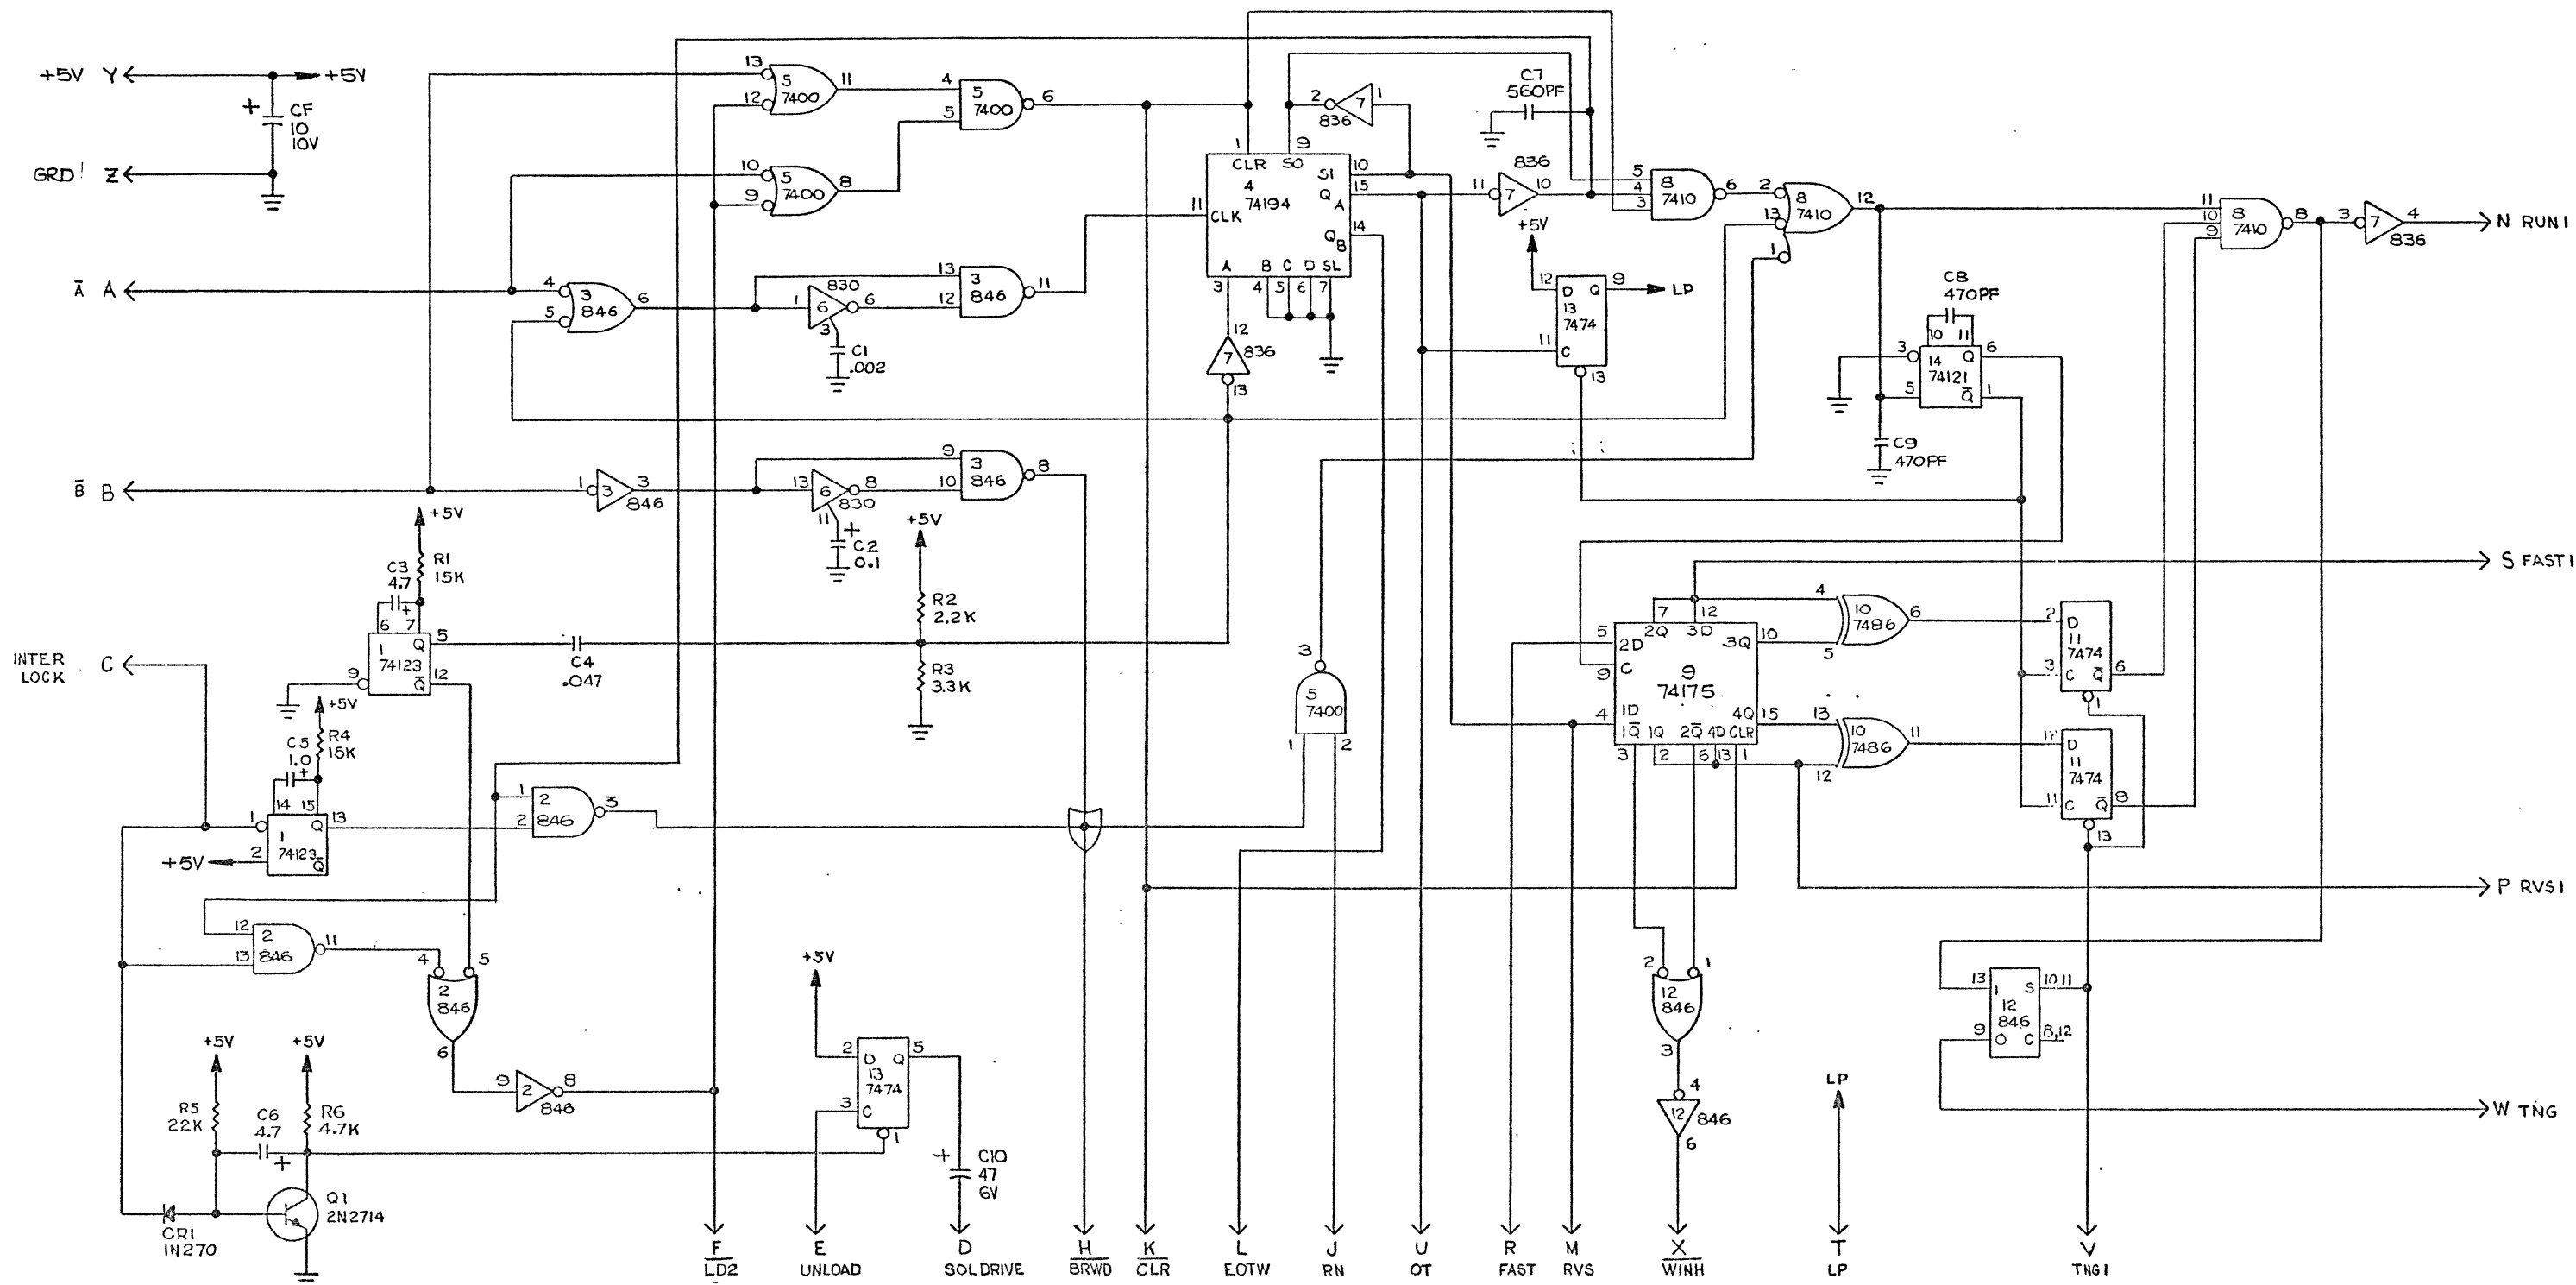 +5V Y +5V
CF
10
10V
GRD! Z
13 5 11
12 7400
10 5 8
9 7400
4 5 6
5 7400
Ā A
4 3 6
5 846
830
1 6 6
3
C1
.002
13 3 11
12 846
1 9
CLR SO
4
74194
11 CLK
S1 10
QA 15
QB 14
A B C D SL
3 4 5 6 7
2 7 1
836
12
7 836
13
C7
560PF
836
11 7 10
+5V
12 D Q 9 LP
13
7474
11 C
13
5 8 6
4 7410
3
2 8 12
13 7410
1
11 8 8
10 7410
9
3 7 4
836
N RUN1
C8
470PF
10 11
3 14 Q 6
74121
5 Q̄ 1
C9
470PF
B̄ B
1 3 3
846
13 6 8
830
11
C2
0.1
9 3 8
10 846
+5V
R1
15K
C3
4.7
6 7
1 Q 5
74123
9 Q̄ 12
C4
.047
+5V
R2
2.2K
R3
3.3K
INTER
LOCK C
+5V
R4
15K
C5
1.0
14 15
1 Q 13
1
74123 Q̄
+5V 2
1 2 3
2 846
3
5
7400
1 2
S FAST1
7 12
5 2Q 3D 10
2D 3Q
9 C
9
74175
4 1D 4Q 15
1Q̄ 1Q 2Q̄ 4D CLR
3 2 6 13 1
4 10 6
5 7486
13 10 11
12 7486
2 D
11
7474
3 C Q̄ 6
1
12 D
11
7474
11 C Q̄ 8
13
P RVS1
12 2 11
13 846
4 5
2
846
6
9 2 8
846
+5V
2 D Q 5
13
7474
3 C
1
C10
47
6V
+5V +5V
R5
22K
C6
4.7
R6
4.7K
Q1
2N2714
CR1
1N270
2 1
12
846
3
4
12 846
6
LP
13 1 S 10,11
12
846
9 O C 8,12
W TNG
F E D H K L J U R M X T V
LD2 UNLOAD SOL DRIVE BRWD CLR EOTW RN OT FAST RVS WINH LP TNG1